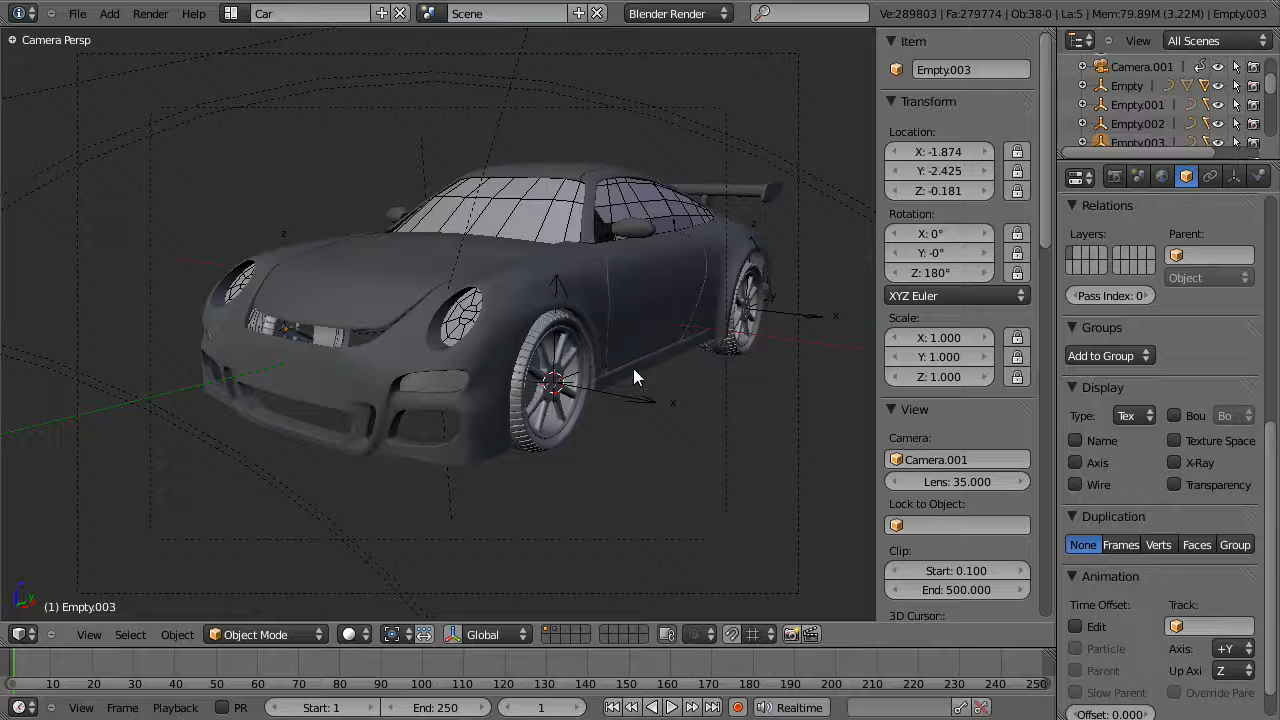 File Add Render Help Car Scene Blender Render Ve:289803 | Fa:279774 | Ob:38-0 | La:5 | Mem:79.89M (3.22M) | Empty.003
Camera Persp
z
z
y
x
x
(1) Empty.003
Item
Empty.003
Transform
Location:
X: -1.874
Y: -2.425
Z: -0.181
Rotation:
X: 0°
Y: -0°
Z: 180°
XYZ Euler
Scale:
X: 1.000
Y: 1.000
Z: 1.000
View
Camera:
Camera.001
Lens: 35.000
Lock to Object:
Clip:
Start: 0.100
End: 500.000
3D Cursor:
View All Scenes
Camera.001
Empty
Empty.001
Empty.002
Empty.003
Relations
Layers: Parent:
Object
Pass Index: 0
Groups
Add to Group
Display
Type: Tex Bou Bo
Name Texture Space
Axis X-Ray
Wire Transparency
Duplication
None Frames Verts Faces Group
Animation
Time Offset: Track:
Edit
Particle Axis: +Y
Parent Up Axi Z
Slow Parent Override Pare
Offset: 0.000
View Select Object Object Mode Global
0 10 20 30 40 50 60 70 80 90 100 110 120 130 140 150 160 170 180 190 200 210 220 230 240 250
View Frame Playback PR Start: 1 End: 250 1 Realtime